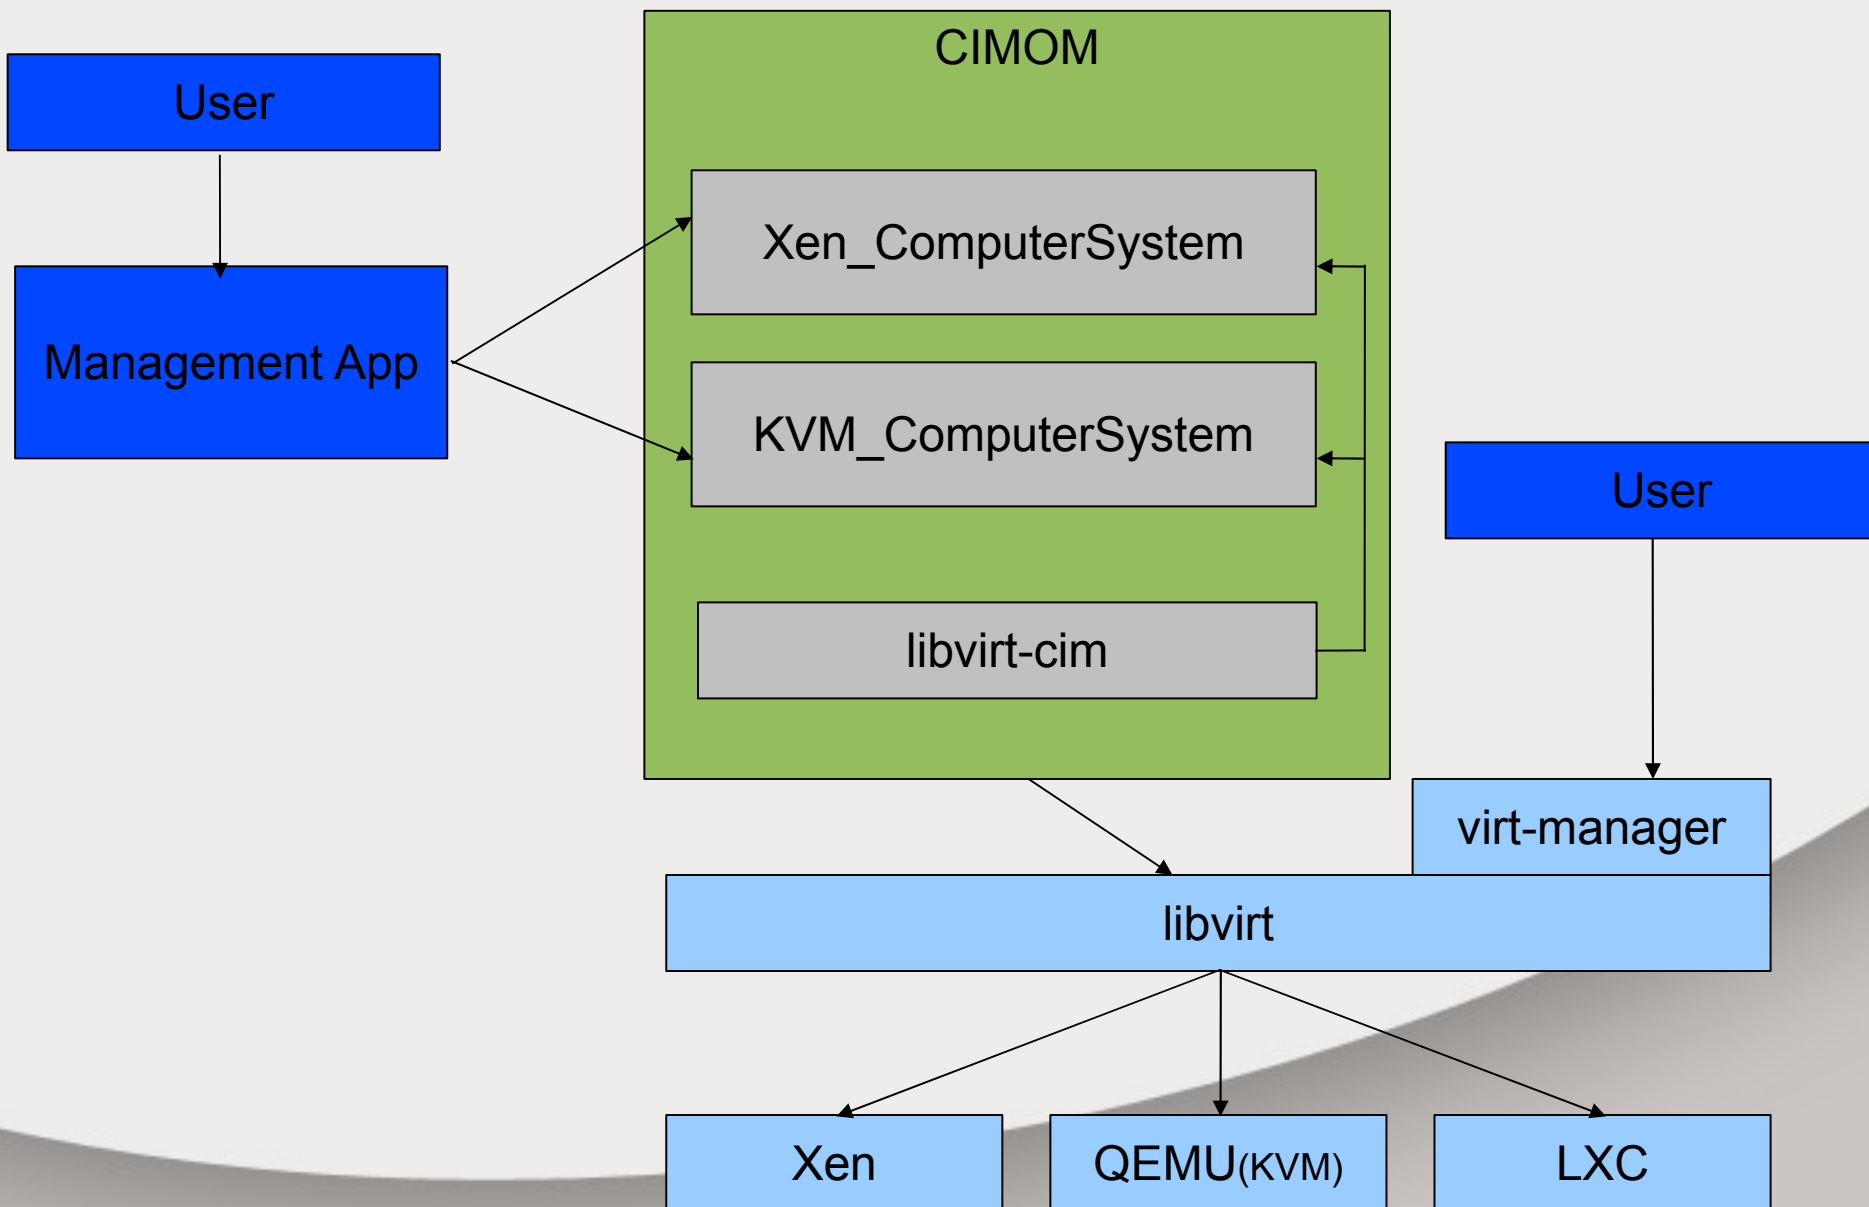 CIMOM
User
Xen_ComputerSystem
Management App
KVM_ComputerSystem
User
libvirt-cim
virt-manager
libvirt
Xen
QEMU(KVM)
LXC